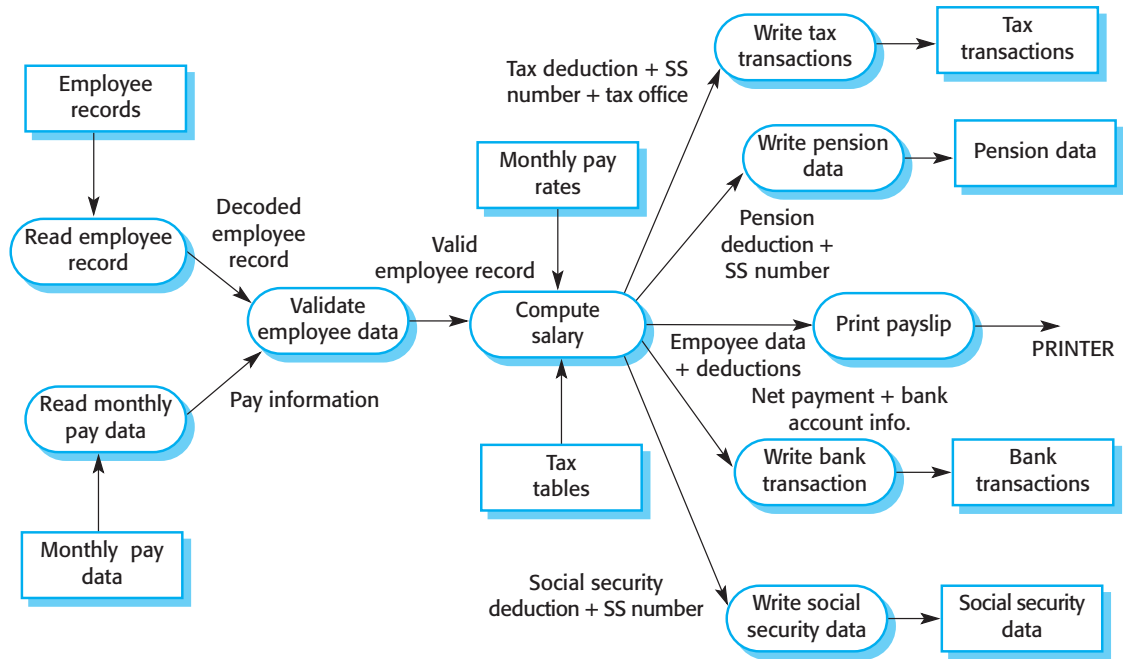 Employee
records
Read employee
record
Decoded
employee
record
Read monthly
pay data
Monthly pay
data
Pay information
Validate
employee data
Valid
employee record
Monthly pay
rates
Compute
salary
Tax
tables
Tax deduction + SS
number + tax office
Write tax
transactions
Tax
transactions
Write pension
data
Pension data
Pension
deduction +
SS number
Empoyee data
+ deductions
Print payslip
PRINTER
Net payment + bank
account info.
Write bank
transaction
Bank
transactions
Social security
deduction + SS number
Write social
security data
Social security
data